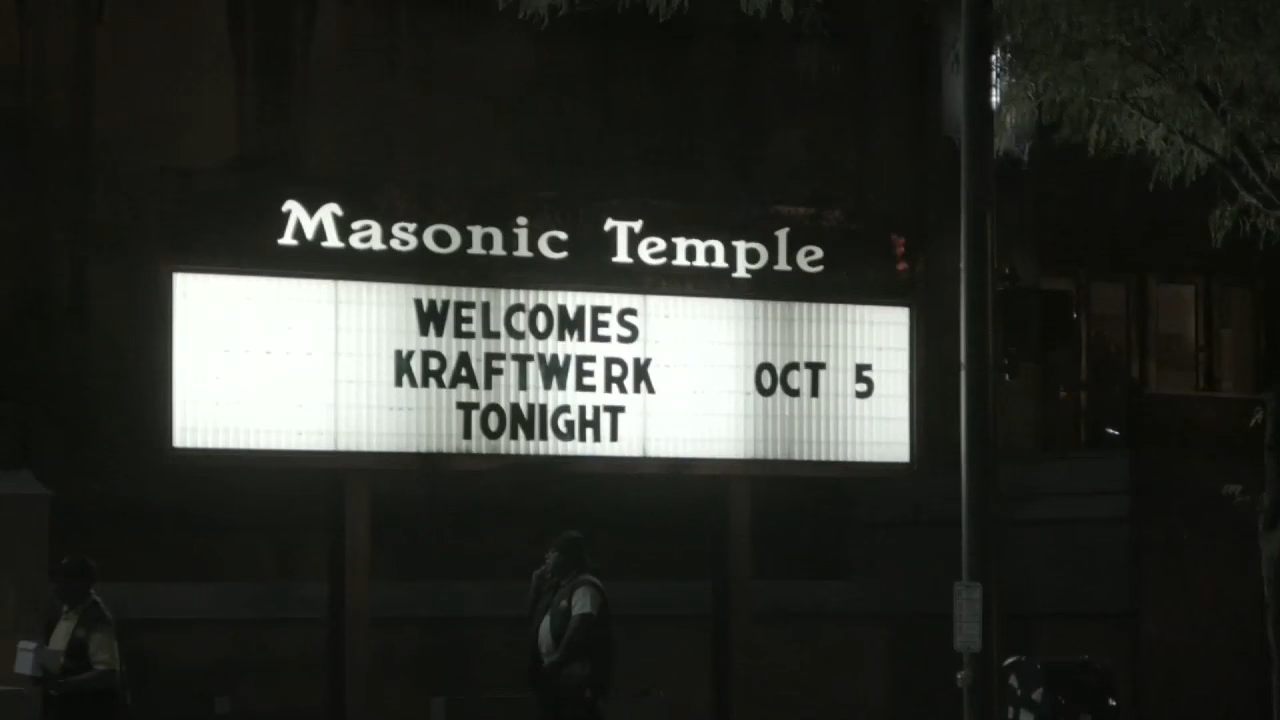 Masonic Temple
WELCOMES
KRAFTWERK
TONIGHT
OCT 5